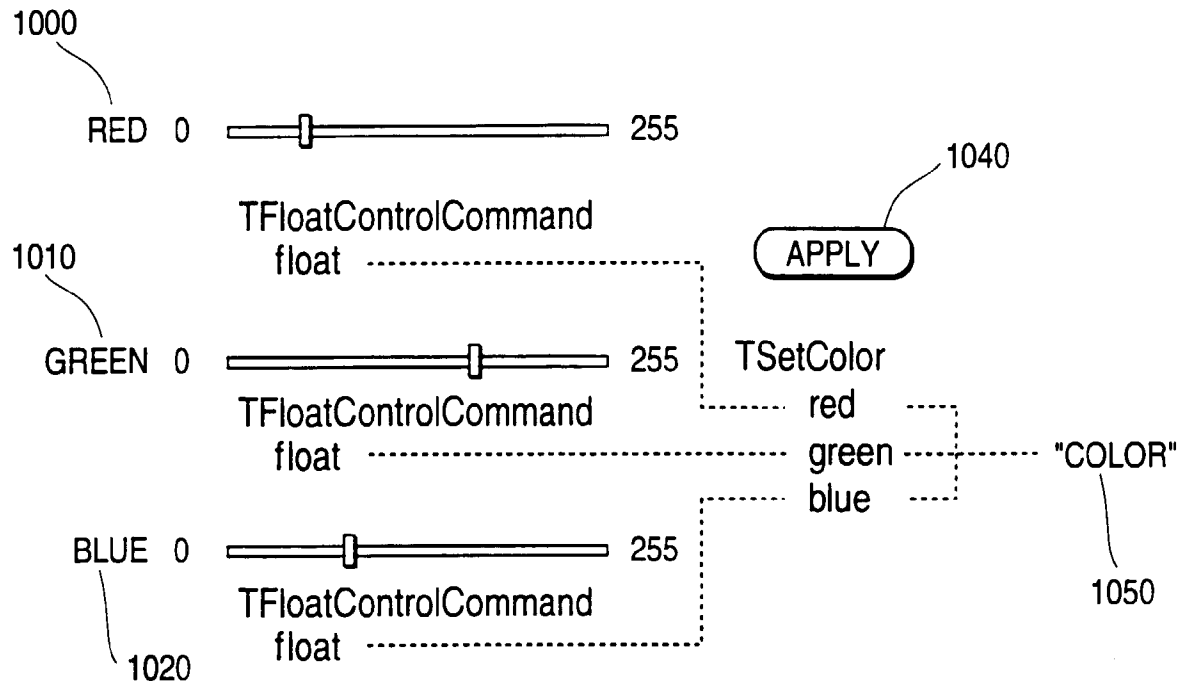 1000
RED 0 255
1040
TFloatControlCommand
float
APPLY
1010
GREEN 0 255
TSetColor
TFloatControlCommand
red
float
green
"COLOR"
blue
BLUE 0 255
1050
TFloatControlCommand
float
1020